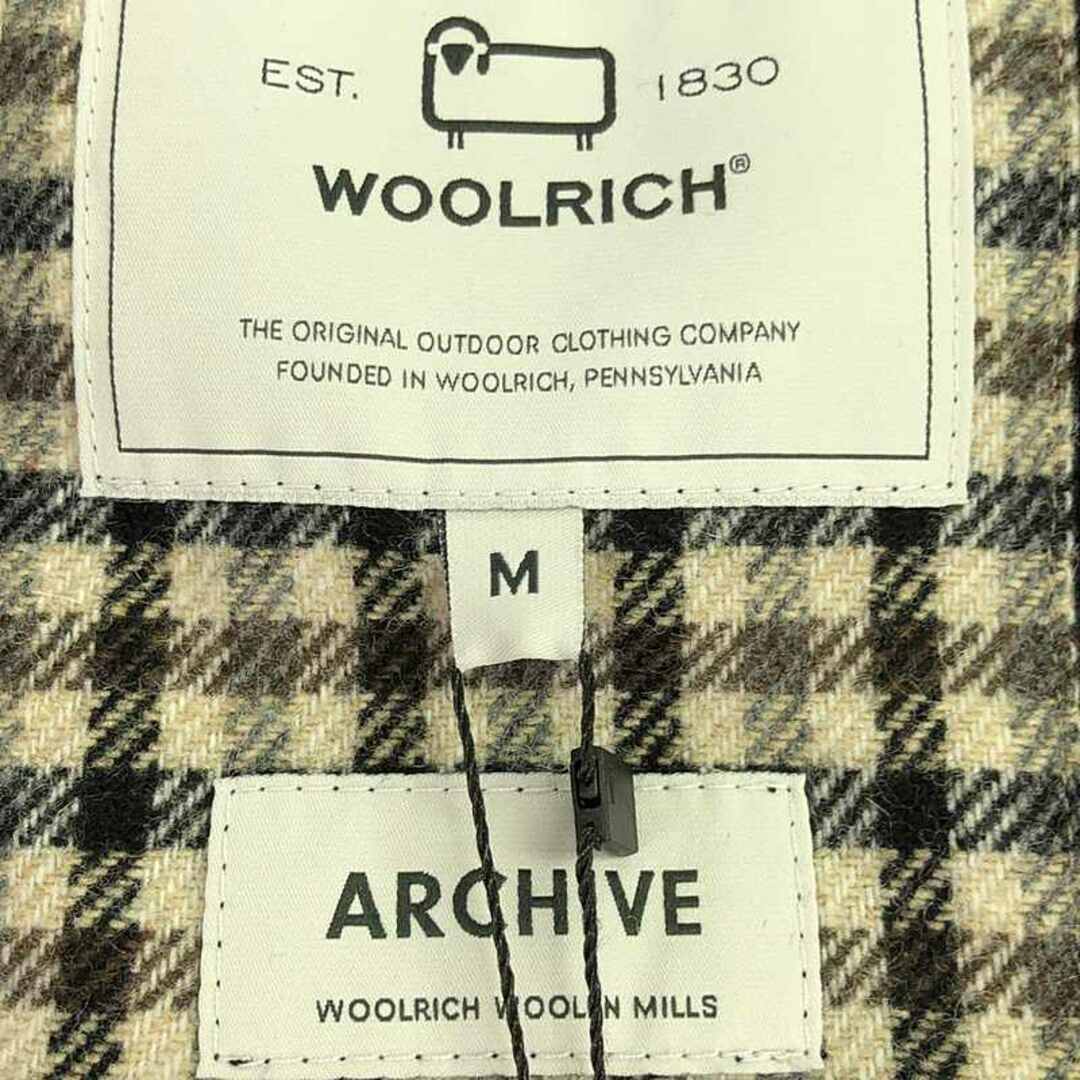 EST. 1830
WOOLRICH®
THE ORIGINAL OUTDOOR CLOTHING COMPANY
FOUNDED IN WOOLRICH, PENNSYLVANIA
M
ARCHIVE
WOOLRICH WOOLEN MILLS